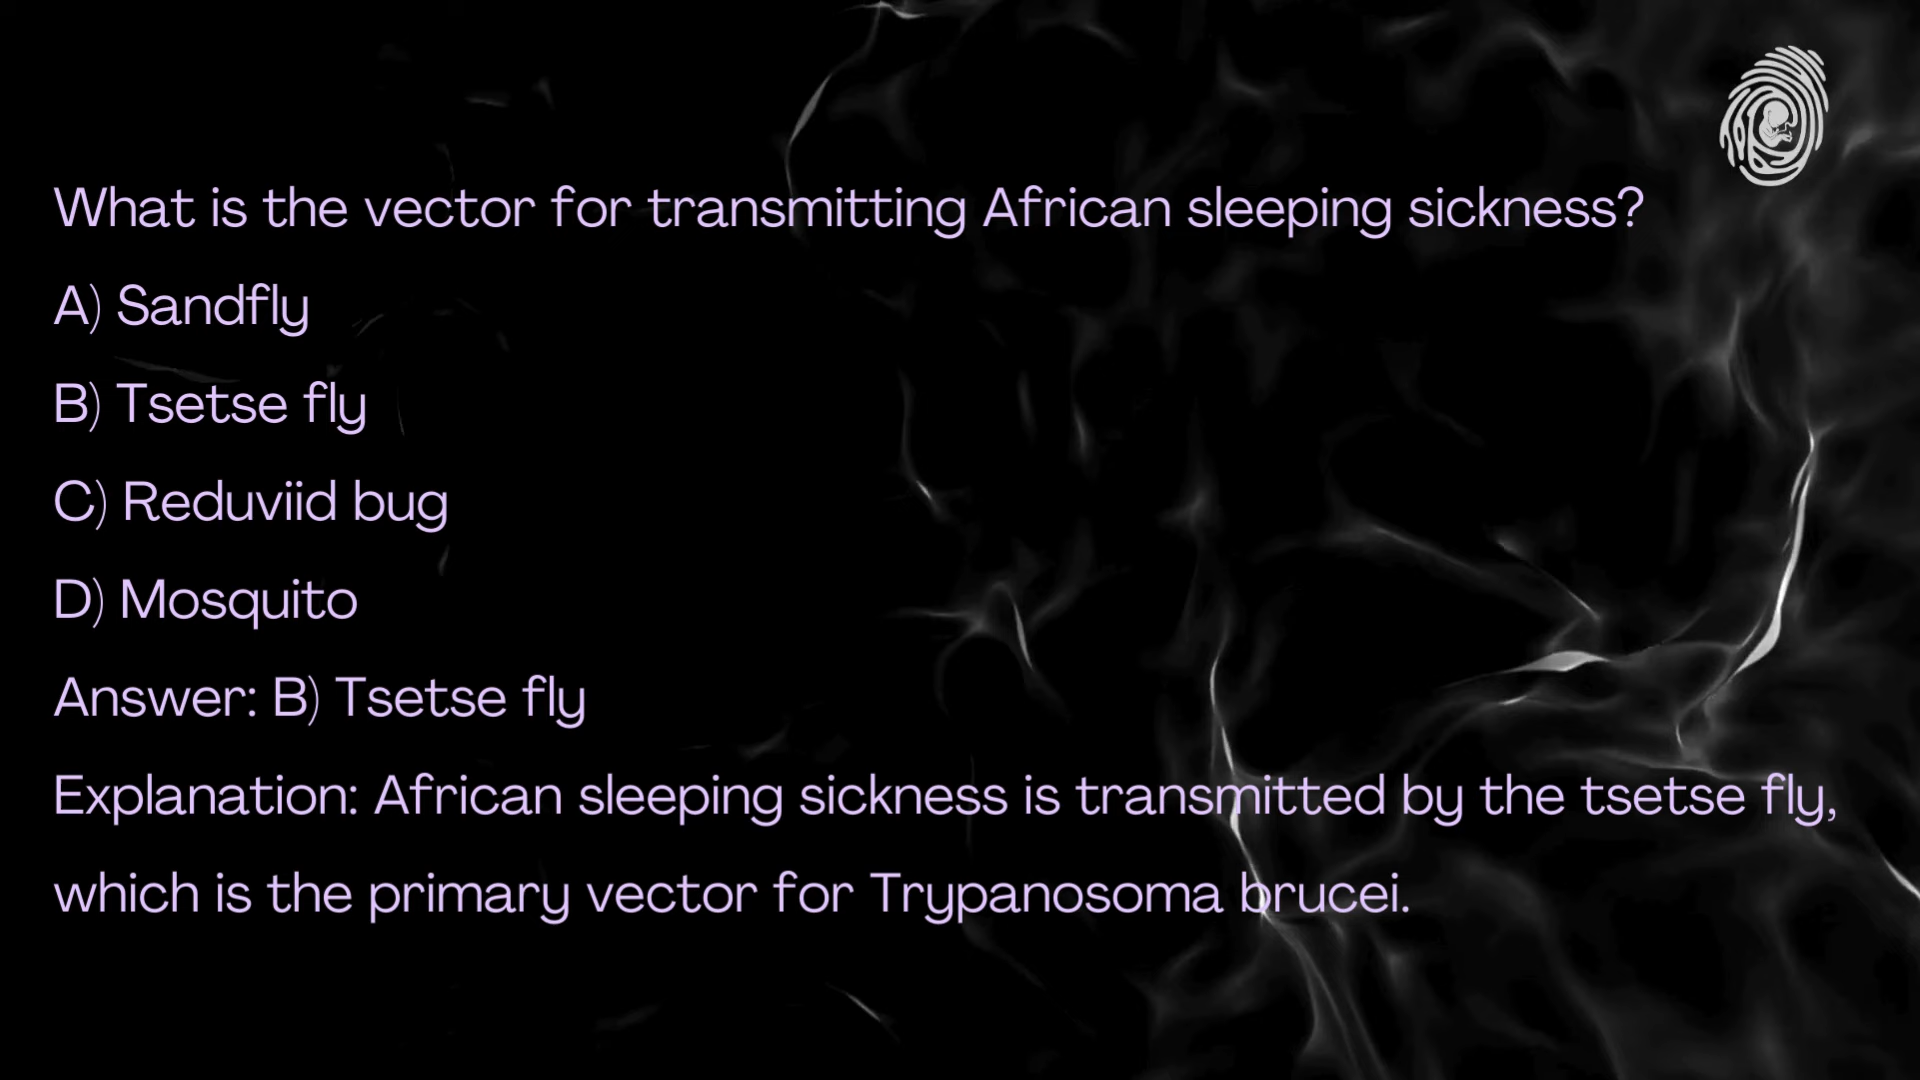 What is the vector for transmitting African sleeping sickness?
A) Sandfly
B) Tsetse fly
C) Reduviid bug
D) Mosquito
Answer: B) Tsetse fly
Explanation: African sleeping sickness is transmitted by the tsetse fly,
which is the primary vector for Trypanosoma brucei.